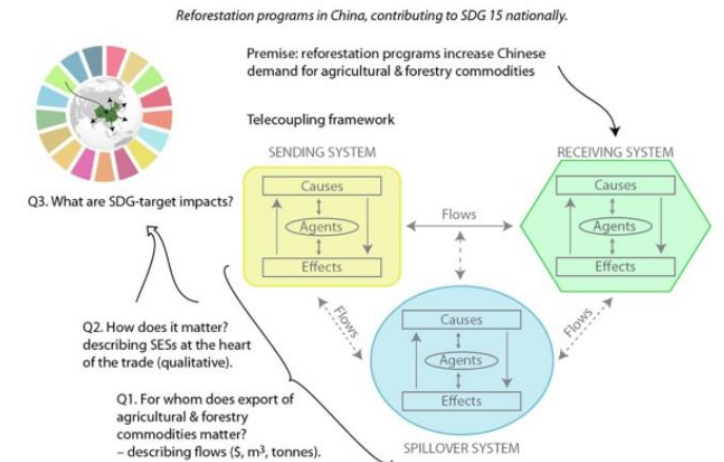 Reforestation programs in China, contributing to SDG 15 nationally.
Premise: reforestation programs increase Chinese
demand for agricultural & forestry commodities
Telecoupling framework
SENDING SYSTEM
RECEIVING SYSTEM
Causes
Agents
Effects
Flows
Causes
Agents
Effects
Q3. What are SDG-target impacts?
Flows
Causes
Agents
Effects
Flows
SPILLOVER SYSTEM
Q2. How does it matter?
describing SESs at the heart
of the trade (qualitative).
Q1. For whom does export of
agricultural & forestry
commodities matter?
– describing flows ($, m³, tonnes).